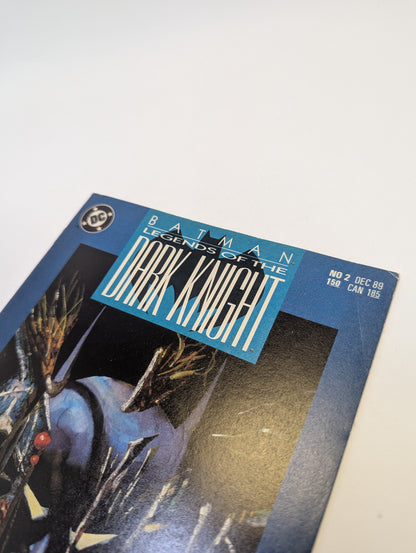 DC
BATMAN
LEGENDS OF THE
DARK KNIGHT
NO 2 DEC 89
150 CAN 185